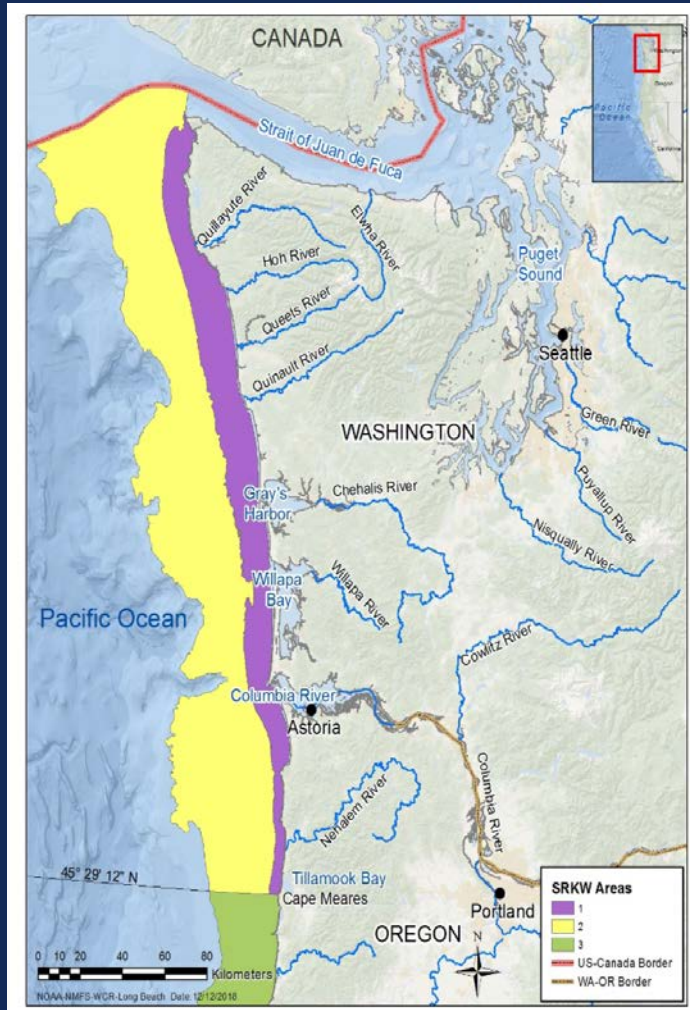 CANADA
Washington
Oregon
Pacific
Ocean
California
Strait of Juan de Fuca
Quillayute River
Elwha River
Hoh River
Queets River
Quinault River
Puget
Sound
Seattle
Green River
WASHINGTON
Puyallup River
Gray's
Harbor
Chehalis River
Nisqually River
Willapa
Bay
Willapa River
Pacific Ocean
Cowlitz River
Columbia River
Astoria
Columbia River
Nehalem River
45° 29' 12" N
Tillamook Bay
Cape Meares
Portland
OREGON
N
SRKW Areas
1
2
3
US-Canada Border
WA-OR Border
0 10 20 40 60 80
Kilometers
NOAA-NMFS-WCR-Long Beach Date: 12/12/2018